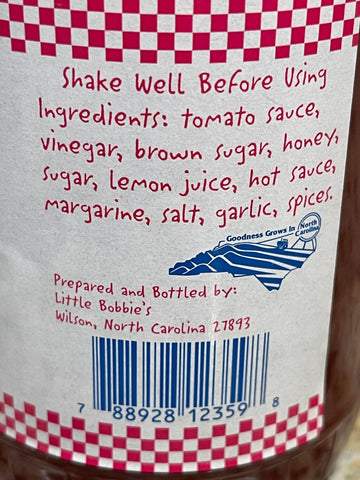 Shake Well Before Using
Ingredients: tomato sauce,
vinegar, brown sugar, honey,
sugar, lemon juice, hot sauce,
margarine, salt, garlic, spices.
Goodness Grows In North Carolina
Prepared and Bottled by:
Little Bobbie's
Wilson, North Carolina 27893
7 88928 12359 8